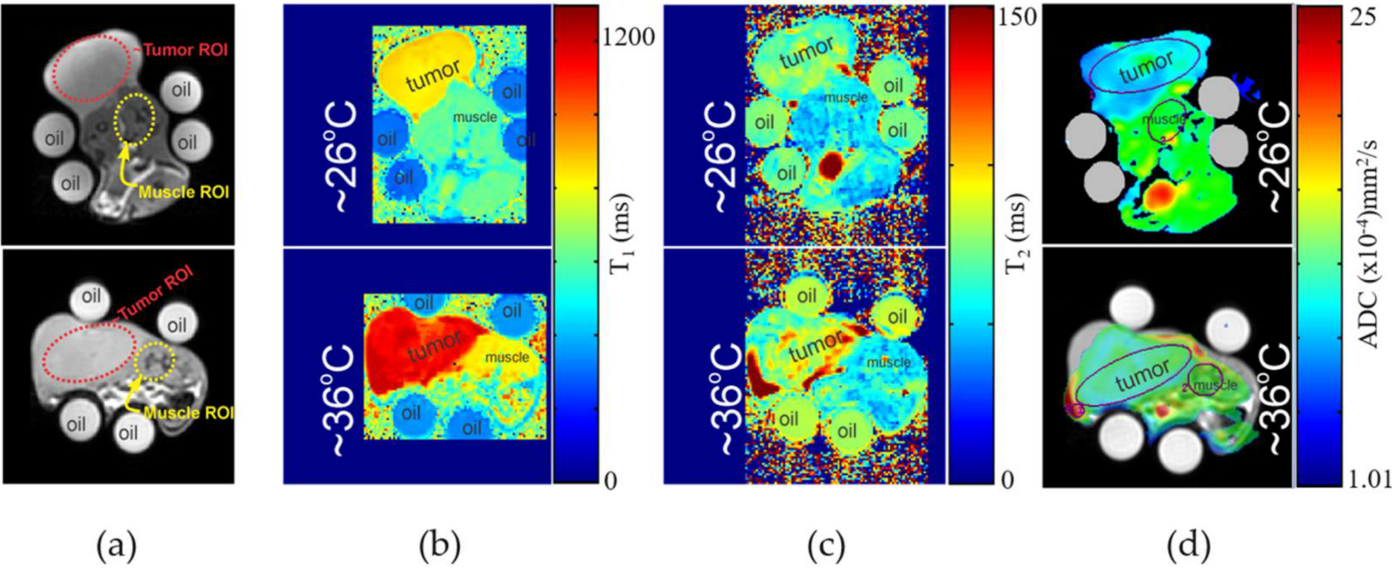 ~Tumor ROI
oil
oil
oil
oil
Muscle ROI
Tumor ROI
oil
oil
Muscle ROI
oil
oil
~26°C
tumor
muscle
oil
oil
oil
oil
~36°C
oil
oil
tumor
muscle
oil
oil
1200
T1 (ms)
0
~26°C
tumor
muscle
oil
oil
oil
oil
~36°C
oil
oil
tumor
muscle
oil
oil
150
T2 (ms)
0
tumor
muscle
~26°C
tumor
muscle
~36°C
25
ADC (x10-4)mm2/s
1.01
(a)
(b)
(c)
(d)